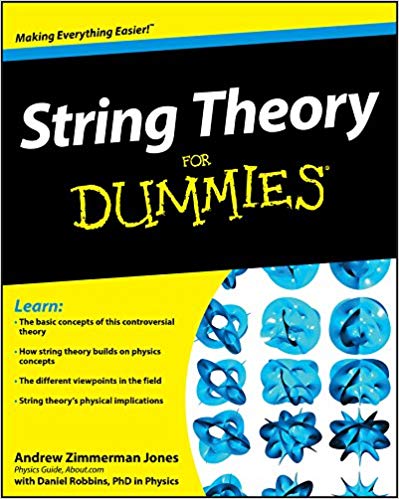 Making Everything Easier!™
String Theory
FOR
DUMMIES®
Learn:
• The basic concepts of this controversial
theory
• How string theory builds on physics
concepts
• The different viewpoints in the field
• String theory's physical implications
Andrew Zimmerman Jones
Physics Guide, About.com
with Daniel Robbins, PhD in Physics